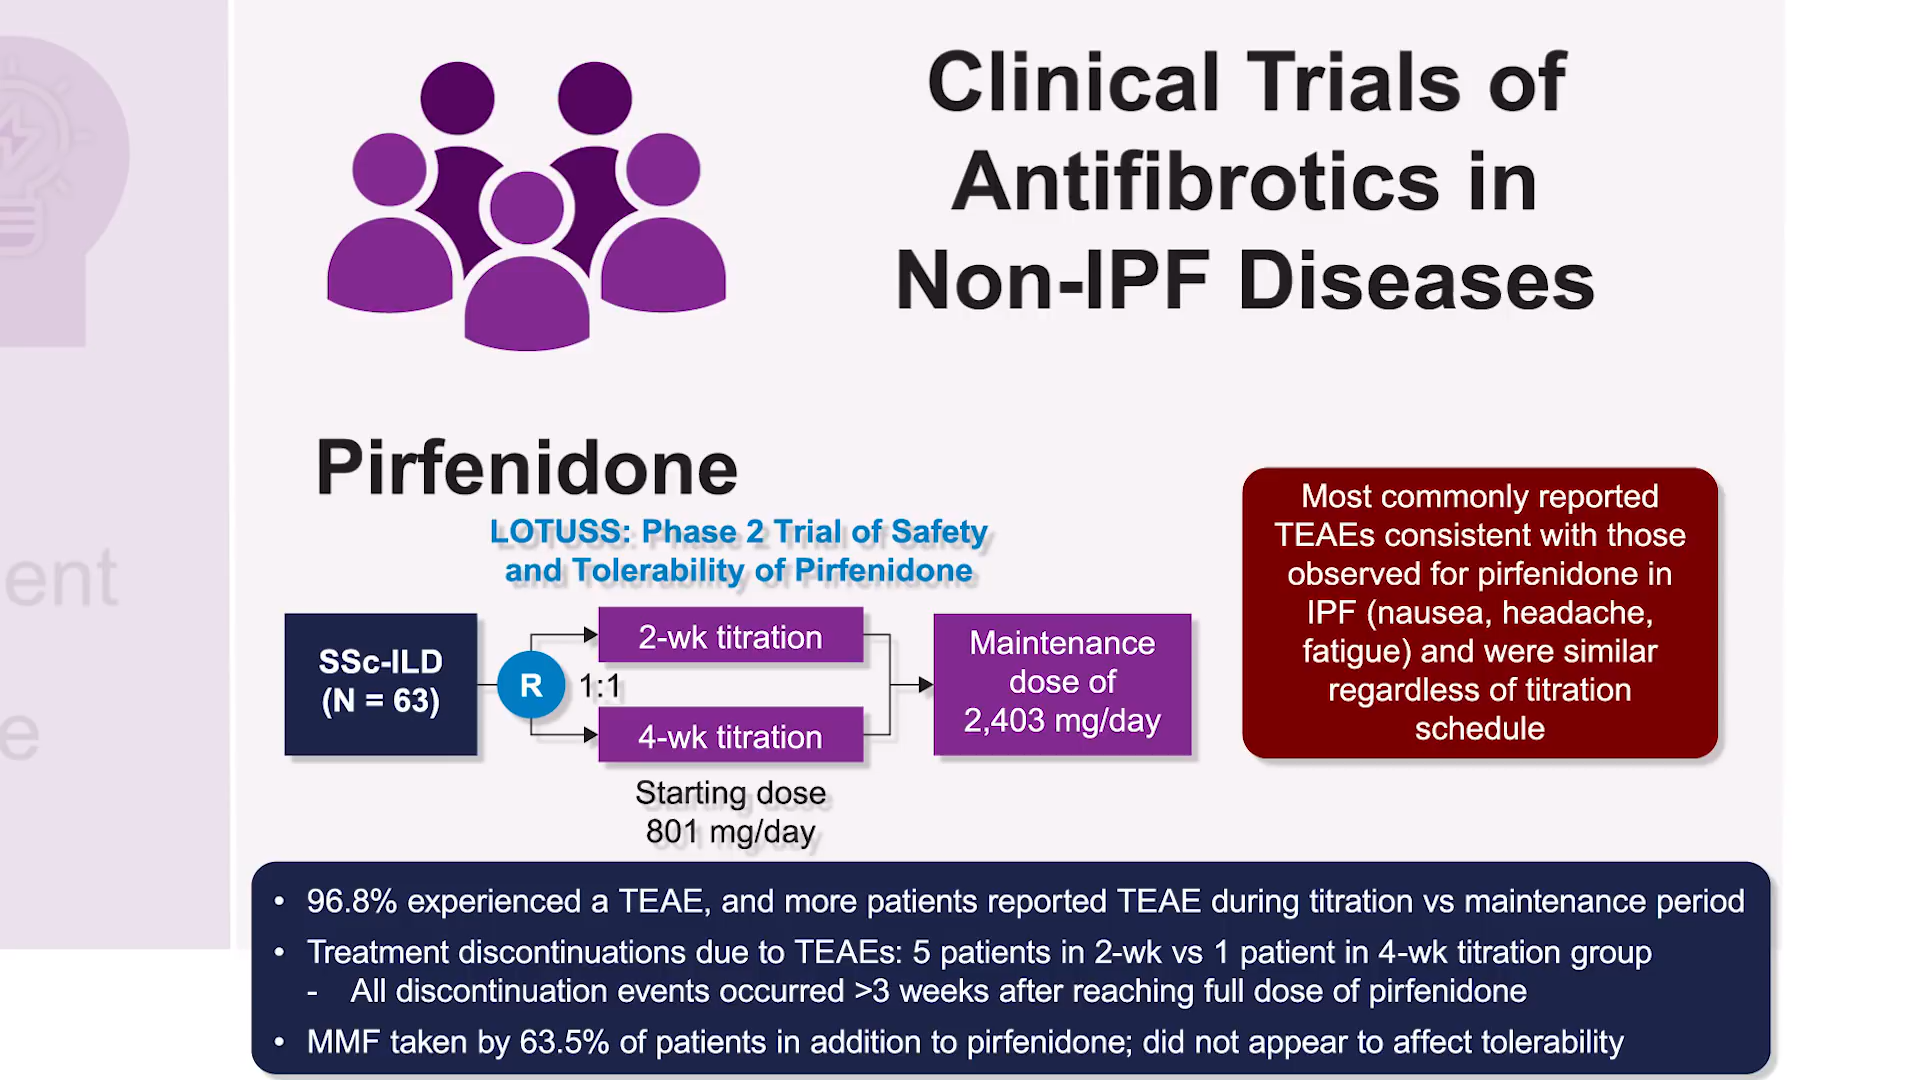 Clinical Trials of
Antifibrotics in
Non-IPF Diseases
Pirfenidone
LOTUSS: Phase 2 Trial of Safety
and Tolerability of Pirfenidone
SSc-ILD
(N = 63)
R
1:1
2-wk titration
4-wk titration
Starting dose
801 mg/day
Maintenance
dose of
2,403 mg/day
Most commonly reported
TEAEs consistent with those
observed for pirfenidone in
IPF (nausea, headache,
fatigue) and were similar
regardless of titration
schedule
• 96.8% experienced a TEAE, and more patients reported TEAE during titration vs maintenance period
• Treatment discontinuations due to TEAEs: 5 patients in 2-wk vs 1 patient in 4-wk titration group
- All discontinuation events occurred >3 weeks after reaching full dose of pirfenidone
• MMF taken by 63.5% of patients in addition to pirfenidone; did not appear to affect tolerability
ent
e